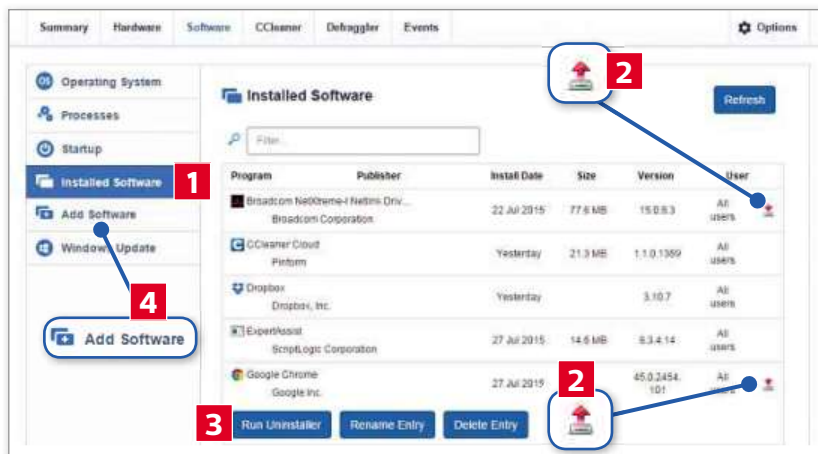 Summary Hardware Software CCleaner Defraggler Events Options
Operating System
Processes
Startup
Installed Software
Add Software
Windows Update
1
4
Add Software
Installed Software
2
Refresh
Filter...
Program Publisher Install Date Size Version User
Broadcom NetXtreme-I Netlink Driv...
Broadcom Corporation
22 Jul 2015 77.6 MB 15.0.8.3 All users
CCleaner Cloud
Piriform
Yesterday 21.3 MB 1.1.0.1369 All users
Dropbox
Dropbox, Inc.
Yesterday 3.10.7 All users
ExpertAssist
ScriptLogic Corporation
27 Jul 2015 14.6 MB 8.3.4.14 All users
Google Chrome
Google Inc.
27 Jul 2015 45.0.2454.101 All users
2
3
Run Uninstaller Rename Entry Delete Entry